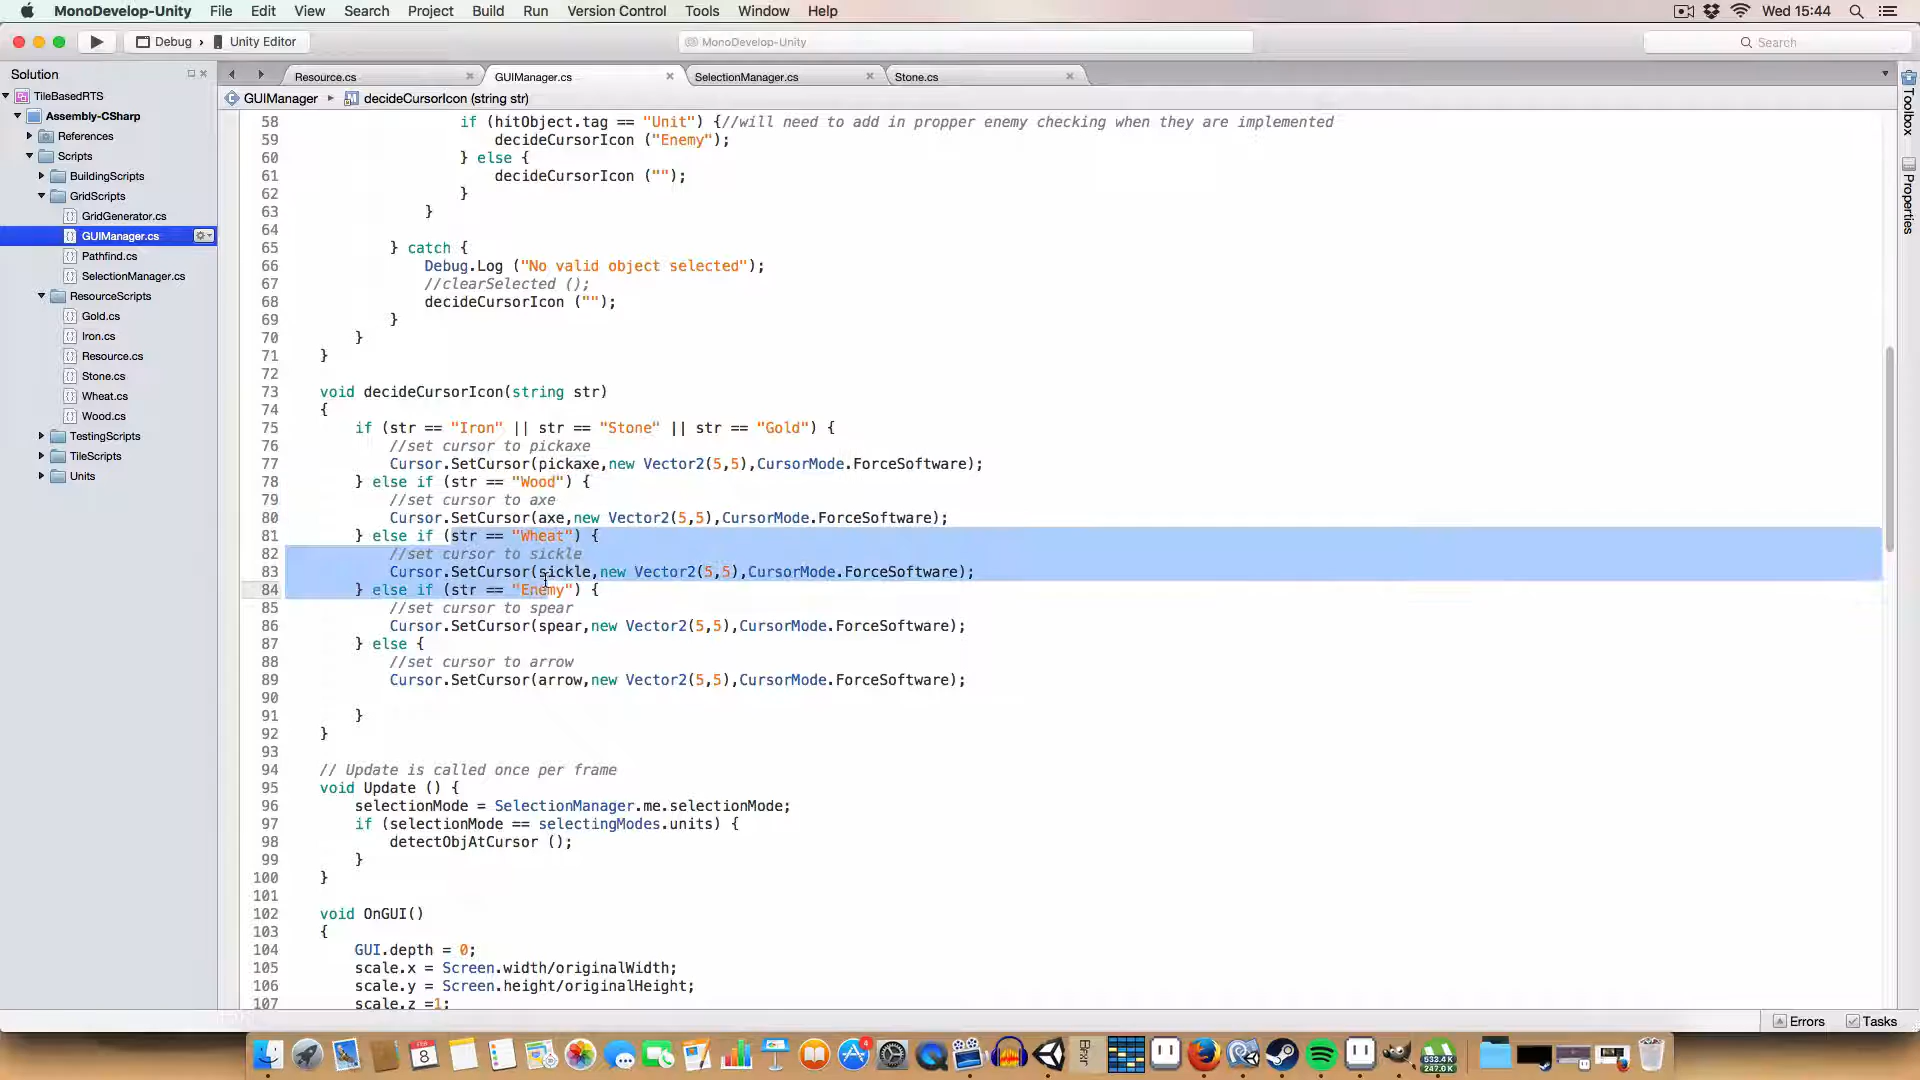 MonoDevelop-Unity File Edit View Search Project Build Run Version Control Tools Window Help Wed 15:44
Debug › Unity Editor MonoDevelop-Unity Search
Solution
TileBasedRTS
Assembly-CSharp
References
Scripts
BuildingScripts
GridScripts
GridGenerator.cs
GUIManager.cs
Pathfind.cs
SelectionManager.cs
ResourceScripts
Gold.cs
Iron.cs
Resource.cs
Stone.cs
Wheat.cs
Wood.cs
TestingScripts
TileScripts
Units
Resource.cs GUIManager.cs SelectionManager.cs Stone.cs
GUIManager decideCursorIcon (string str)
58 if (hitObject.tag == "Unit") {//will need to add in propper enemy checking when they are implemented
59 decideCursorIcon ("Enemy");
60 } else {
61 decideCursorIcon ("");
62 }
63 }
64
65 } catch {
66 Debug.Log ("No valid object selected");
67 //clearSelected ();
68 decideCursorIcon ("");
69 }
70 }
71 }
72
73 void decideCursorIcon(string str)
74 {
75 if (str == "Iron" || str == "Stone" || str == "Gold") {
76 //set cursor to pickaxe
77 Cursor.SetCursor(pickaxe,new Vector2(5,5),CursorMode.ForceSoftware);
78 } else if (str == "Wood") {
79 //set cursor to axe
80 Cursor.SetCursor(axe,new Vector2(5,5),CursorMode.ForceSoftware);
81 } else if (str == "Wheat") {
82 //set cursor to sickle
83 Cursor.SetCursor(sickle,new Vector2(5,5),CursorMode.ForceSoftware);
84 } else if (str == "Enemy") {
85 //set cursor to spear
86 Cursor.SetCursor(spear,new Vector2(5,5),CursorMode.ForceSoftware);
87 } else {
88 //set cursor to arrow
89 Cursor.SetCursor(arrow,new Vector2(5,5),CursorMode.ForceSoftware);
90
91 }
92 }
93
94 // Update is called once per frame
95 void Update () {
96 selectionMode = SelectionManager.me.selectionMode;
97 if (selectionMode == selectingModes.units) {
98 detectObjAtCursor ();
99 }
100 }
101
102 void OnGUI()
103 {
104 GUI.depth = 0;
105 scale.x = Screen.width/originalWidth;
106 scale.y = Screen.height/originalHeight;
107 scale.z =1;
Toolbox
Properties
Errors Tasks
8
4
533.4 K
247.0 K